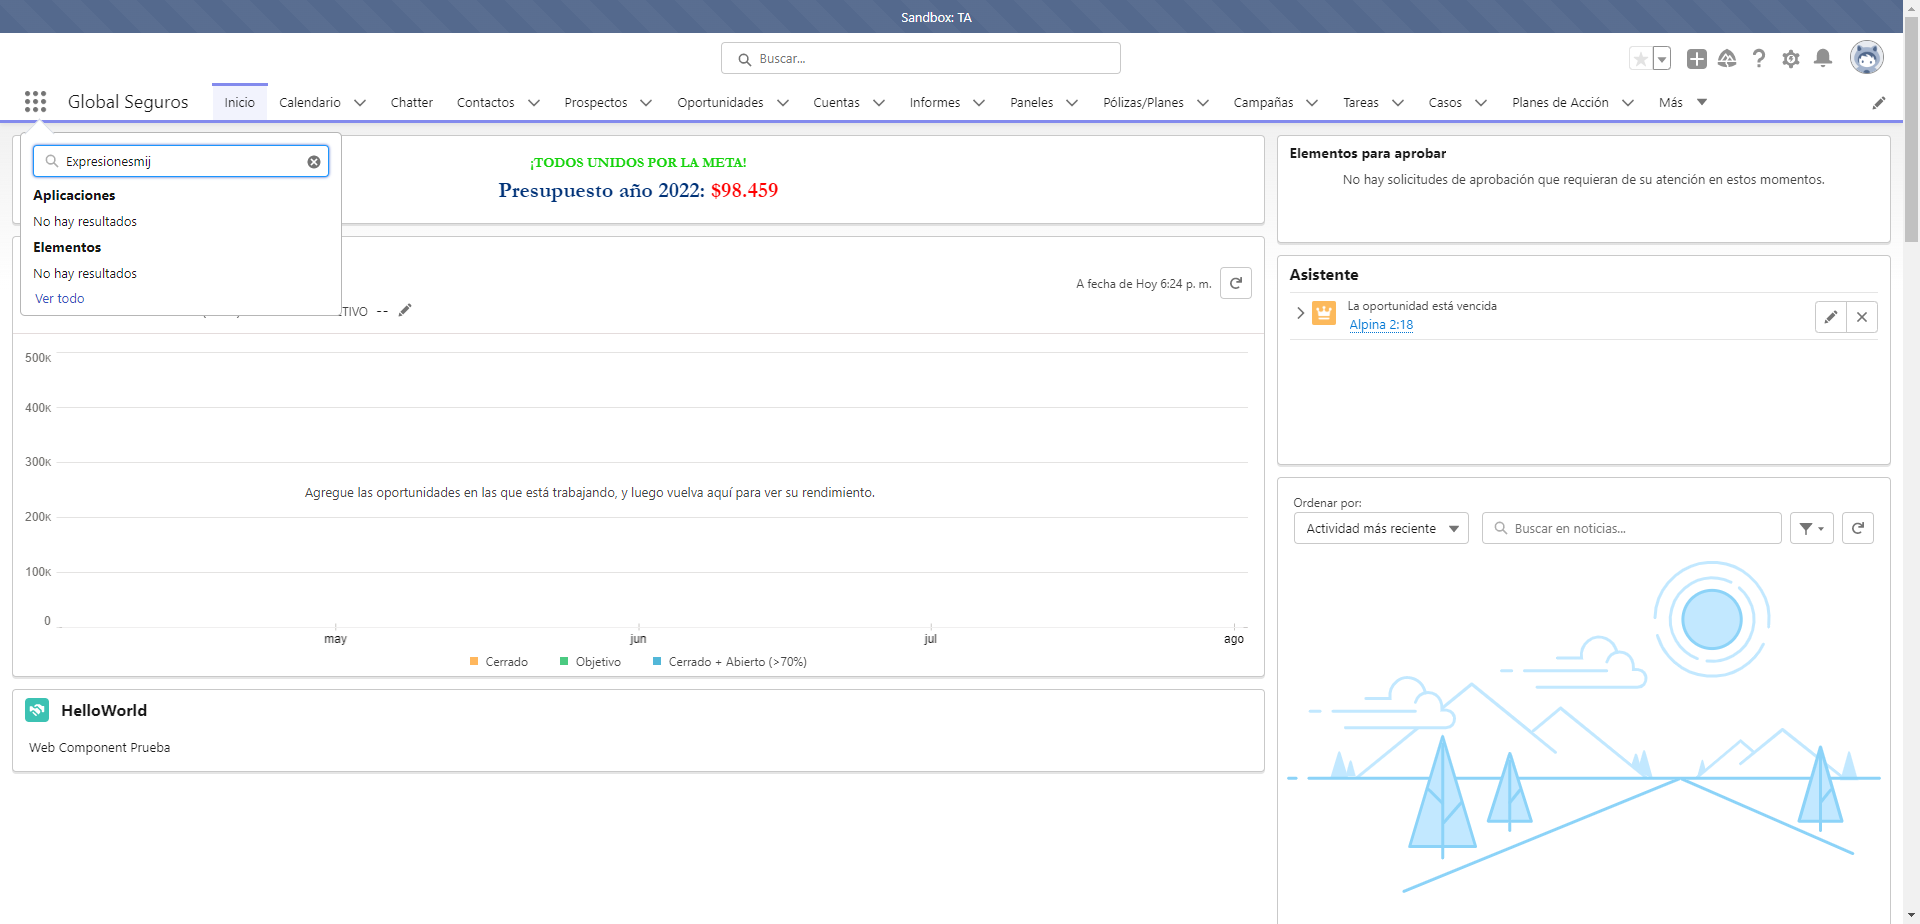 Sandbox: TA
Buscar...
Global Seguros
Inicio
Calendario
Chatter
Contactos
Prospectos
Oportunidades
Cuentas
Informes
Paneles
Pólizas/Planes
Campañas
Tareas
Casos
Planes de Acción
Más
Expresionesmij
Aplicaciones
No hay resultados
Elementos
No hay resultados
Ver todo
¡TODOS UNIDOS POR LA META!
Presupuesto año 2022: $98.459
A fecha de Hoy 6:24 p. m.
TIVO --
500K
400K
300K
200K
100K
0
Agregue las oportunidades en las que está trabajando, y luego vuelva aquí para ver su rendimiento.
may
jun
jul
ago
Cerrado
Objetivo
Cerrado + Abierto (>70%)
HelloWorld
Web Component Prueba
Elementos para aprobar
No hay solicitudes de aprobación que requieran de su atención en estos momentos.
Asistente
La oportunidad está vencida
Alpina 2:18
Ordenar por:
Actividad más reciente
Buscar en noticias...